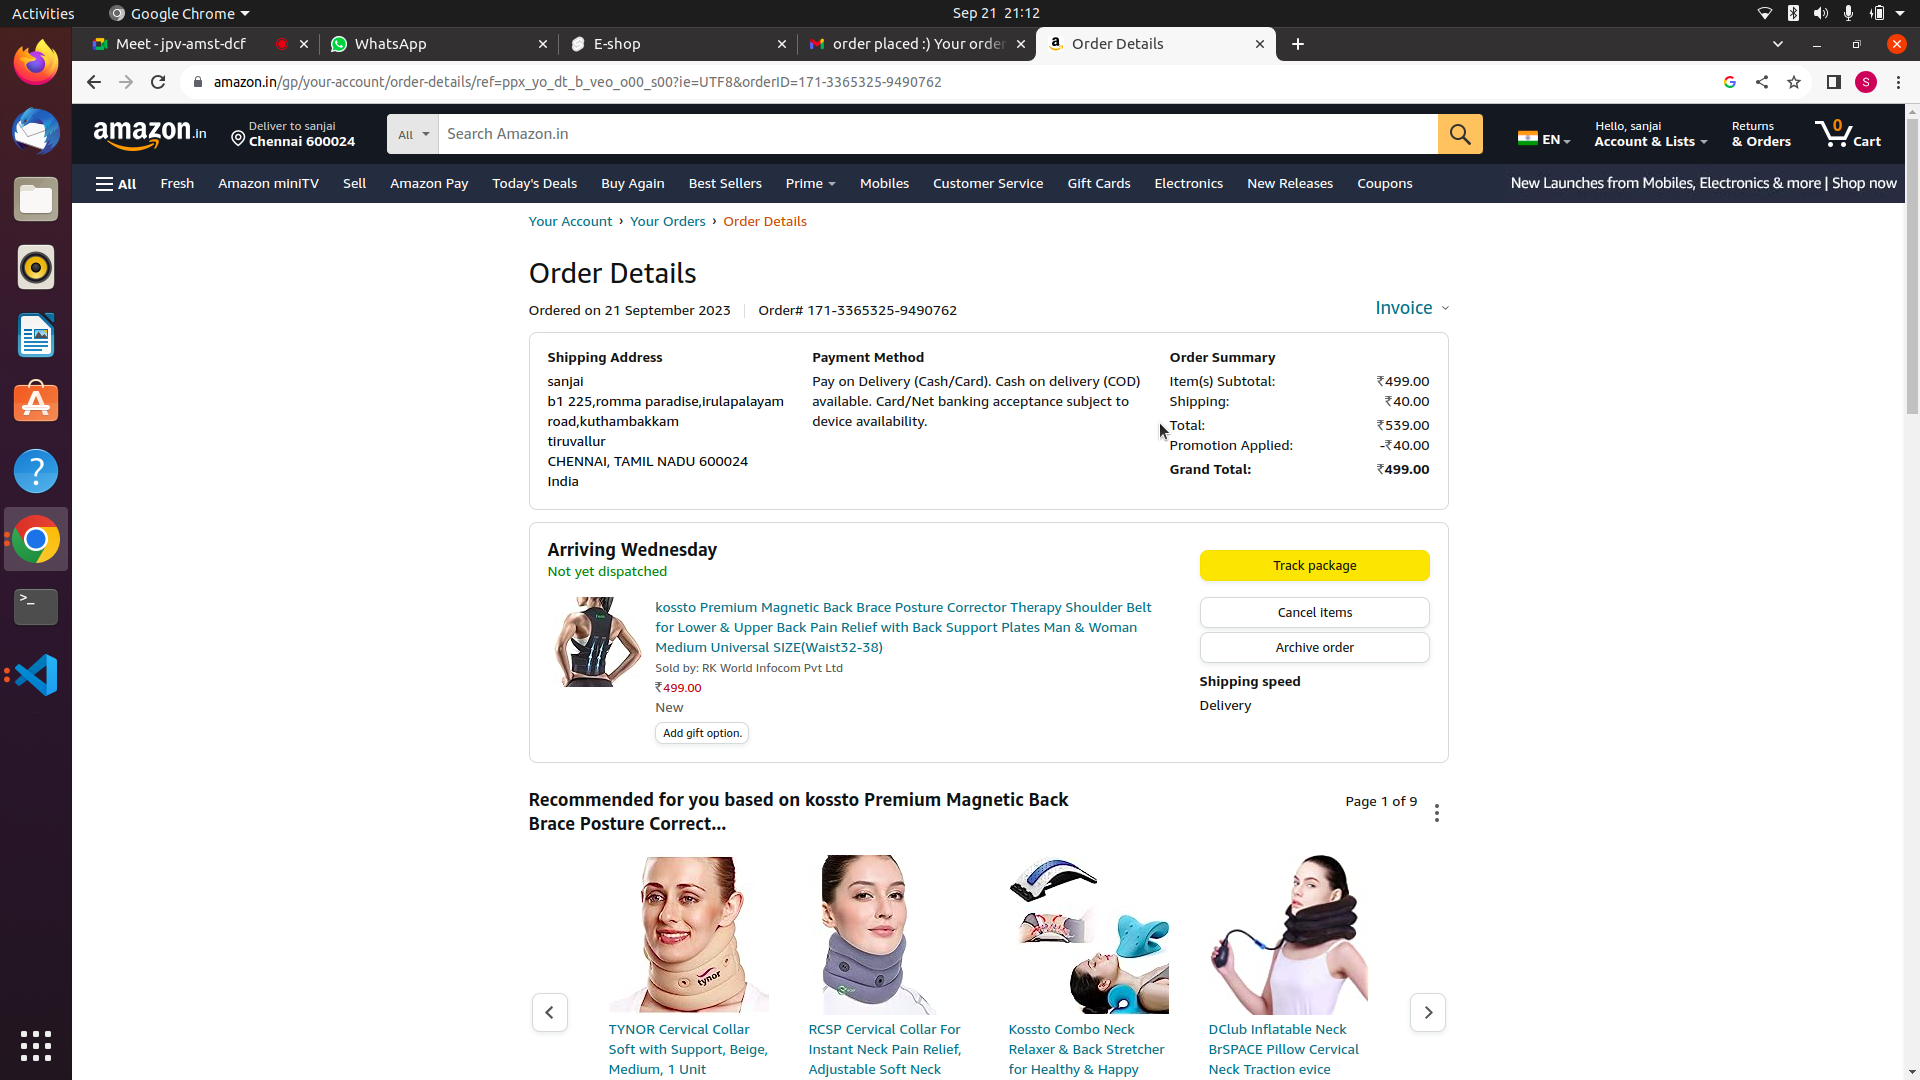 Activities
Google Chrome
Sep 21 21:12
Meet - jpv-amst-dcf
WhatsApp
E-shop
order placed :) Your order
Order Details
amazon.in/gp/your-account/order-details/ref=ppx_yo_dt_b_veo_o00_s00?ie=UTF8&orderID=171-3365325-9490762
S
amazon.in
Deliver to sanjai
Chennai 600024
All
Search Amazon.in
EN
Hello, sanjai
Account & Lists
Returns
& Orders
0
Cart
All
Fresh
Amazon miniTV
Sell
Amazon Pay
Today's Deals
Buy Again
Best Sellers
Prime
Mobiles
Customer Service
Gift Cards
Electronics
New Releases
Coupons
New Launches from Mobiles, Electronics & more | Shop now
Your Account › Your Orders › Order Details
Order Details
Ordered on 21 September 2023
Order# 171-3365325-9490762
Invoice
Shipping Address
sanjai
b1 225,romma paradise,irulapalayam
road,kuthambakkam
tiruvallur
CHENNAI, TAMIL NADU 600024
India
Payment Method
Pay on Delivery (Cash/Card). Cash on delivery (COD)
available. Card/Net banking acceptance subject to
device availability.
Order Summary
Item(s) Subtotal: ₹499.00
Shipping: ₹40.00
Total: ₹539.00
Promotion Applied: -₹40.00
Grand Total: ₹499.00
Arriving Wednesday
Not yet dispatched
kossto Premium Magnetic Back Brace Posture Corrector Therapy Shoulder Belt
for Lower & Upper Back Pain Relief with Back Support Plates Man & Woman
Medium Universal SIZE(Waist32-38)
Sold by: RK World Infocom Pvt Ltd
₹499.00
New
Add gift option.
Track package
Cancel items
Archive order
Shipping speed
Delivery
Recommended for you based on kossto Premium Magnetic Back
Brace Posture Correct...
Page 1 of 9
tynor
TYNOR Cervical Collar
Soft with Support, Beige,
Medium, 1 Unit
RCSP Cervical Collar For
Instant Neck Pain Relief,
Adjustable Soft Neck
Kossto Combo Neck
Relaxer & Back Stretcher
for Healthy & Happy
DClub Inflatable Neck
BrSPACE Pillow Cervical
Neck Traction evice